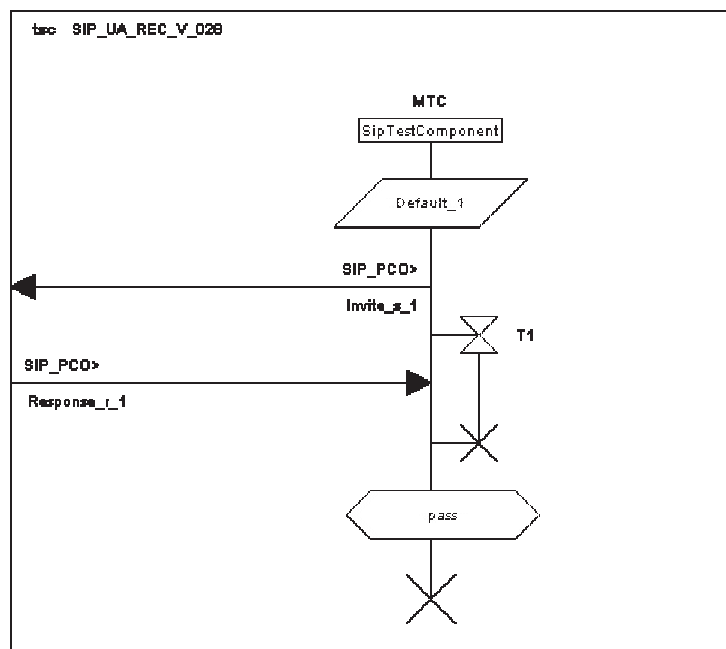 tsc SIP_UA_REC_V_028
MTC
SipTestComponent
Default_1
SIP_PCO>
Invite_s_1
T1
SIP_PCO>
Response_r_1
pass